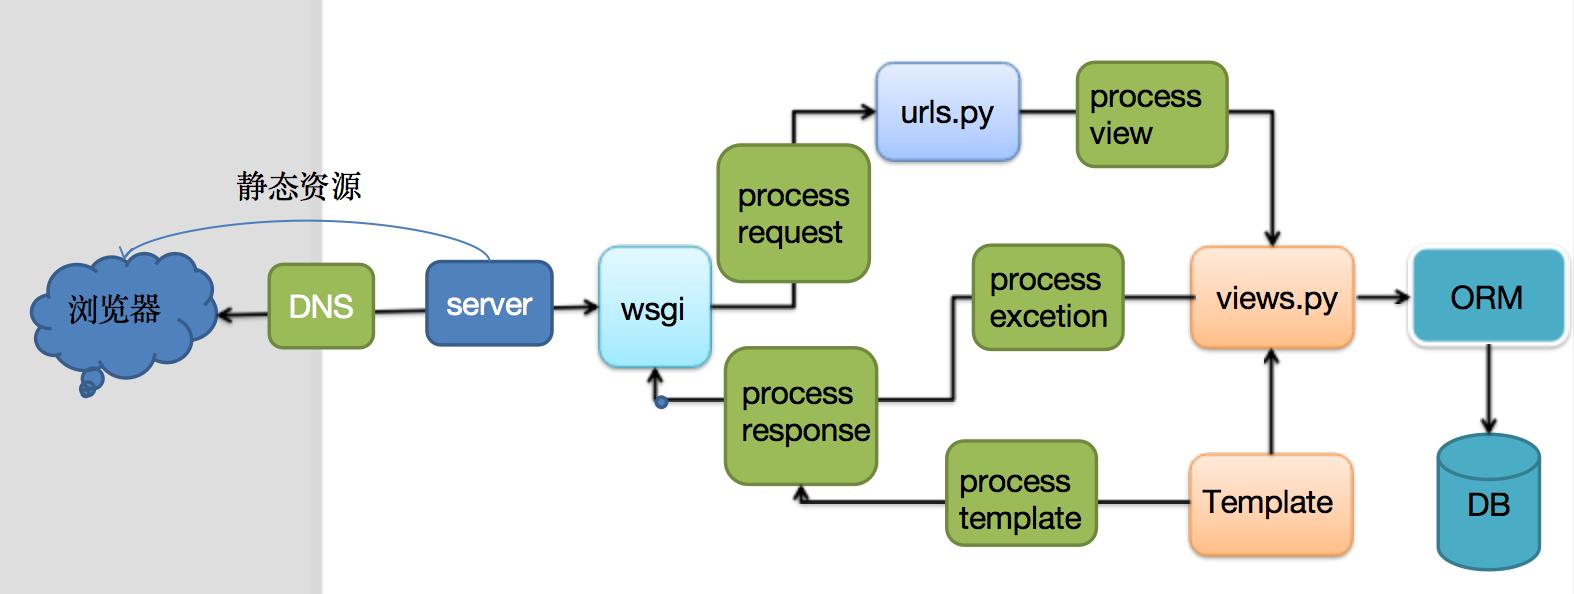 静态资源
浏览器
DNS
server
wsgi
process
request
urls.py
process
view
process
excetion
views.py
ORM
process
response
process
template
Template
DB